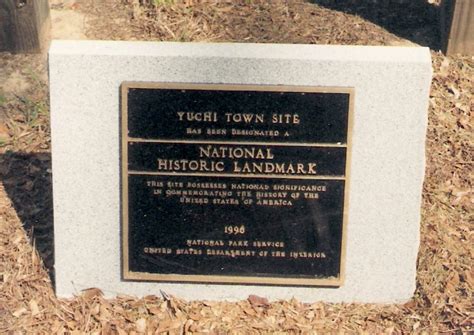 YUCHI TOWN SITE
HAS BEEN DESIGNATED A
NATIONAL
HISTORIC LANDMARK
THIS SITE POSSESSES NATIONAL SIGNIFICANCE
IN COMMEMORATING THE HISTORY OF THE
UNITED STATES OF AMERICA
1996
NATIONAL PARK SERVICE
UNITED STATES DEPARTMENT OF THE INTERIOR